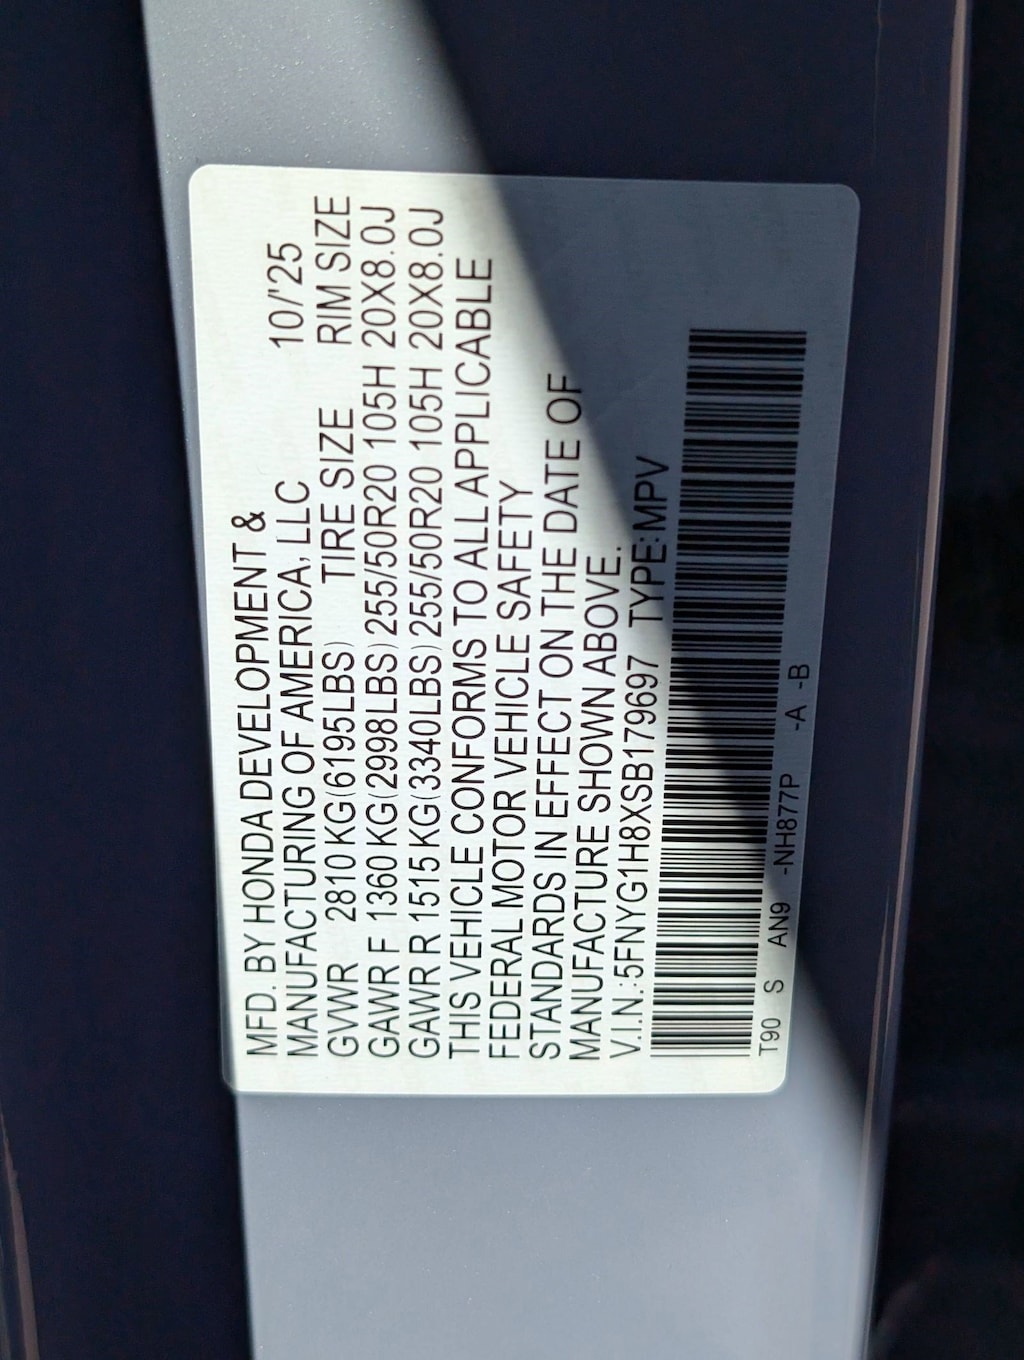 MFD. BY HONDA DEVELOPMENT &
MANUFACTURING OF AMERICA, LLC 10/'25
GVWR 2810KG(6195LBS) TIRE SIZE RIM SIZE
GAWR F 1360KG(2998LBS) 255/50R20 105H 20X8.0J
GAWR R 1515KG(3340LBS) 255/50R20 105H 20X8.0J
THIS VEHICLE CONFORMS TO ALL APPLICABLE
FEDERAL MOTOR VEHICLE SAFETY
STANDARDS IN EFFECT ON THE DATE OF
MANUFACTURE SHOWN ABOVE.
V.I.N.:5FNYG1H8XSB179697 TYPE:MPV
T90 S AN9 -NH877P -A -B